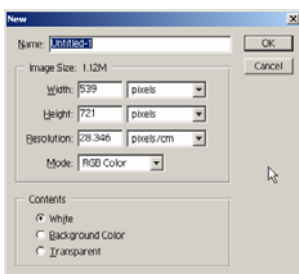 New
Name: Untitled-1
OK
Image Size: 1.12M
Cancel
Width: 539 pixels
Height: 721 pixels
Resolution: 28.346 pixels/cm
Mode: RGB Color
Contents
White
Background Color
Transparent